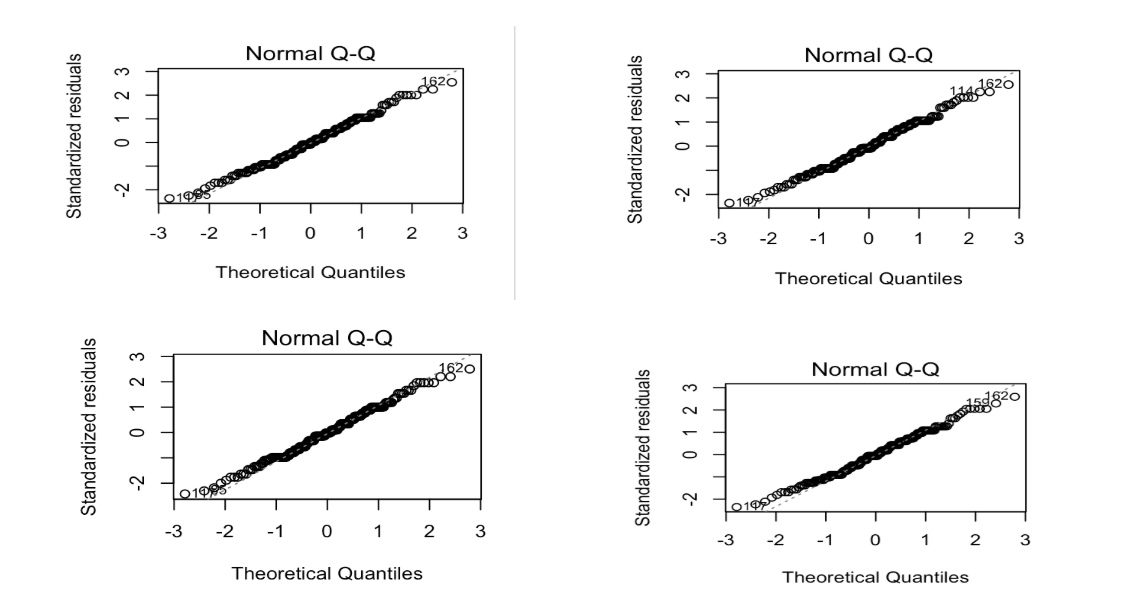 Normal Q-Q
Standardized residuals
3
2
1
0
-2
162
-3 -2 -1 0 1 2 3
Theoretical Quantiles
Normal Q-Q
Standardized residuals
3
2
1
0
-2
114 162
117
-3 -2 -1 0 1 2 3
Theoretical Quantiles
Normal Q-Q
Standardized residuals
3
2
1
0
-2
162
-3 -2 -1 0 1 2 3
Theoretical Quantiles
Normal Q-Q
Standardized residuals
3
2
1
0
-2
159 162
117
-3 -2 -1 0 1 2 3
Theoretical Quantiles